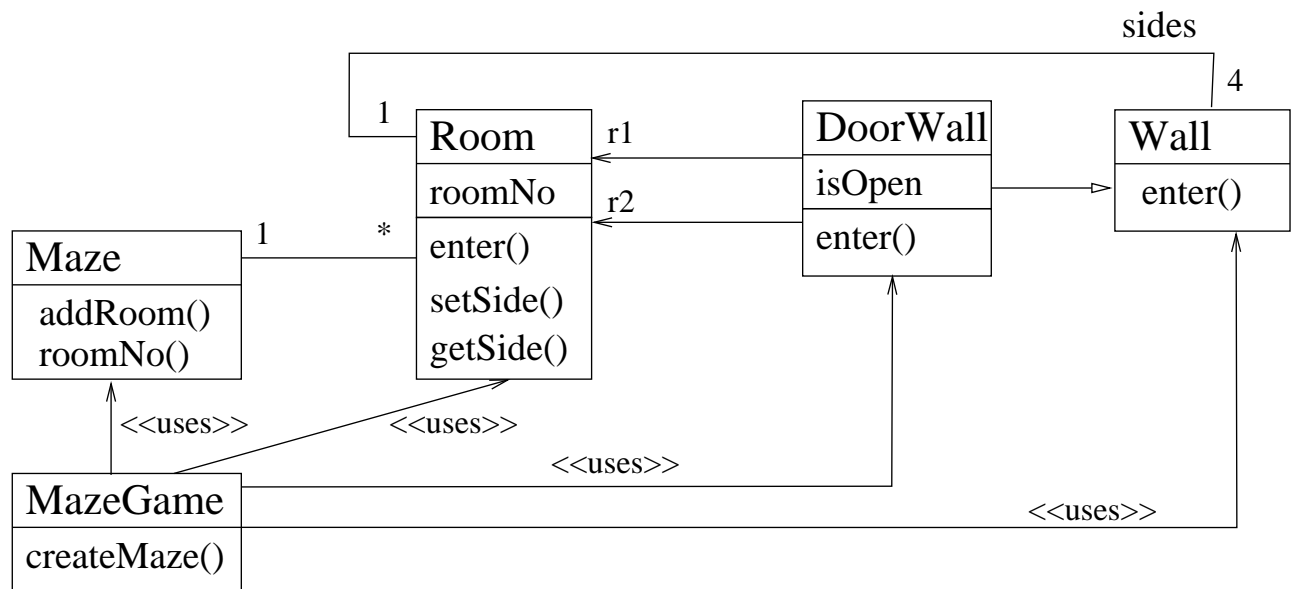 sides
1
4
Room
roomNo
enter()
setSide()
getSide()
r1
r2
DoorWall
isOpen
enter()
Wall
enter()
1
*
Maze
addRoom()
roomNo()
<<uses>>
<<uses>>
<<uses>>
<<uses>>
MazeGame
createMaze()